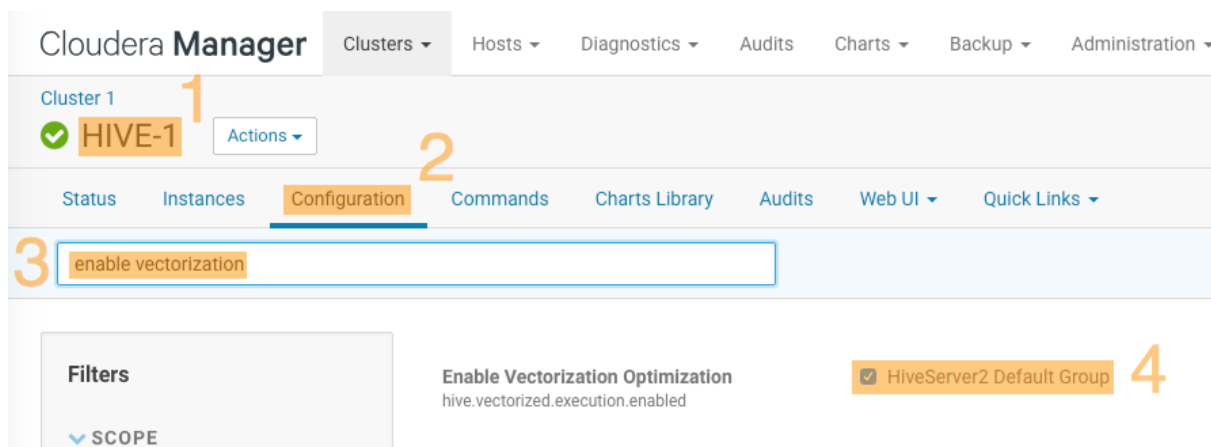 Cloudera Manager Clusters Hosts Diagnostics Audits Charts Backup Administration
Cluster 1 1
HIVE-1 Actions
2
Status Instances Configuration Commands Charts Library Audits Web UI Quick Links
3 enable vectorization
Filters
Enable Vectorization Optimization HiveServer2 Default Group 4
hive.vectorized.execution.enabled
SCOPE